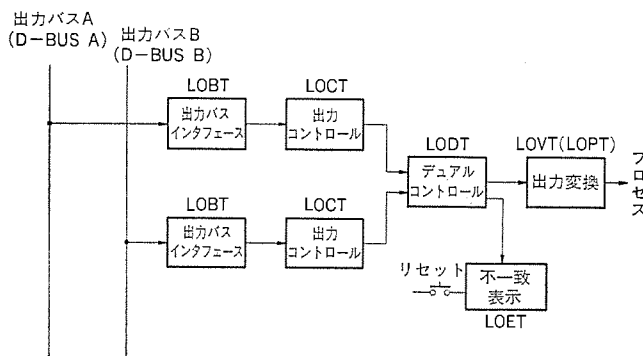 出力バスA
(D-BUS A)
出力バスB
(D-BUS B)
LOBT
出力バス
インタフェース
LOCT
出力
コントロール
LODT
デュアル
コントロール
LOVT(LOPT)
出力変換
プロセス
LOBT
出力バス
インタフェース
LOCT
出力
コントロール
リセット
不一致
表示
LOET